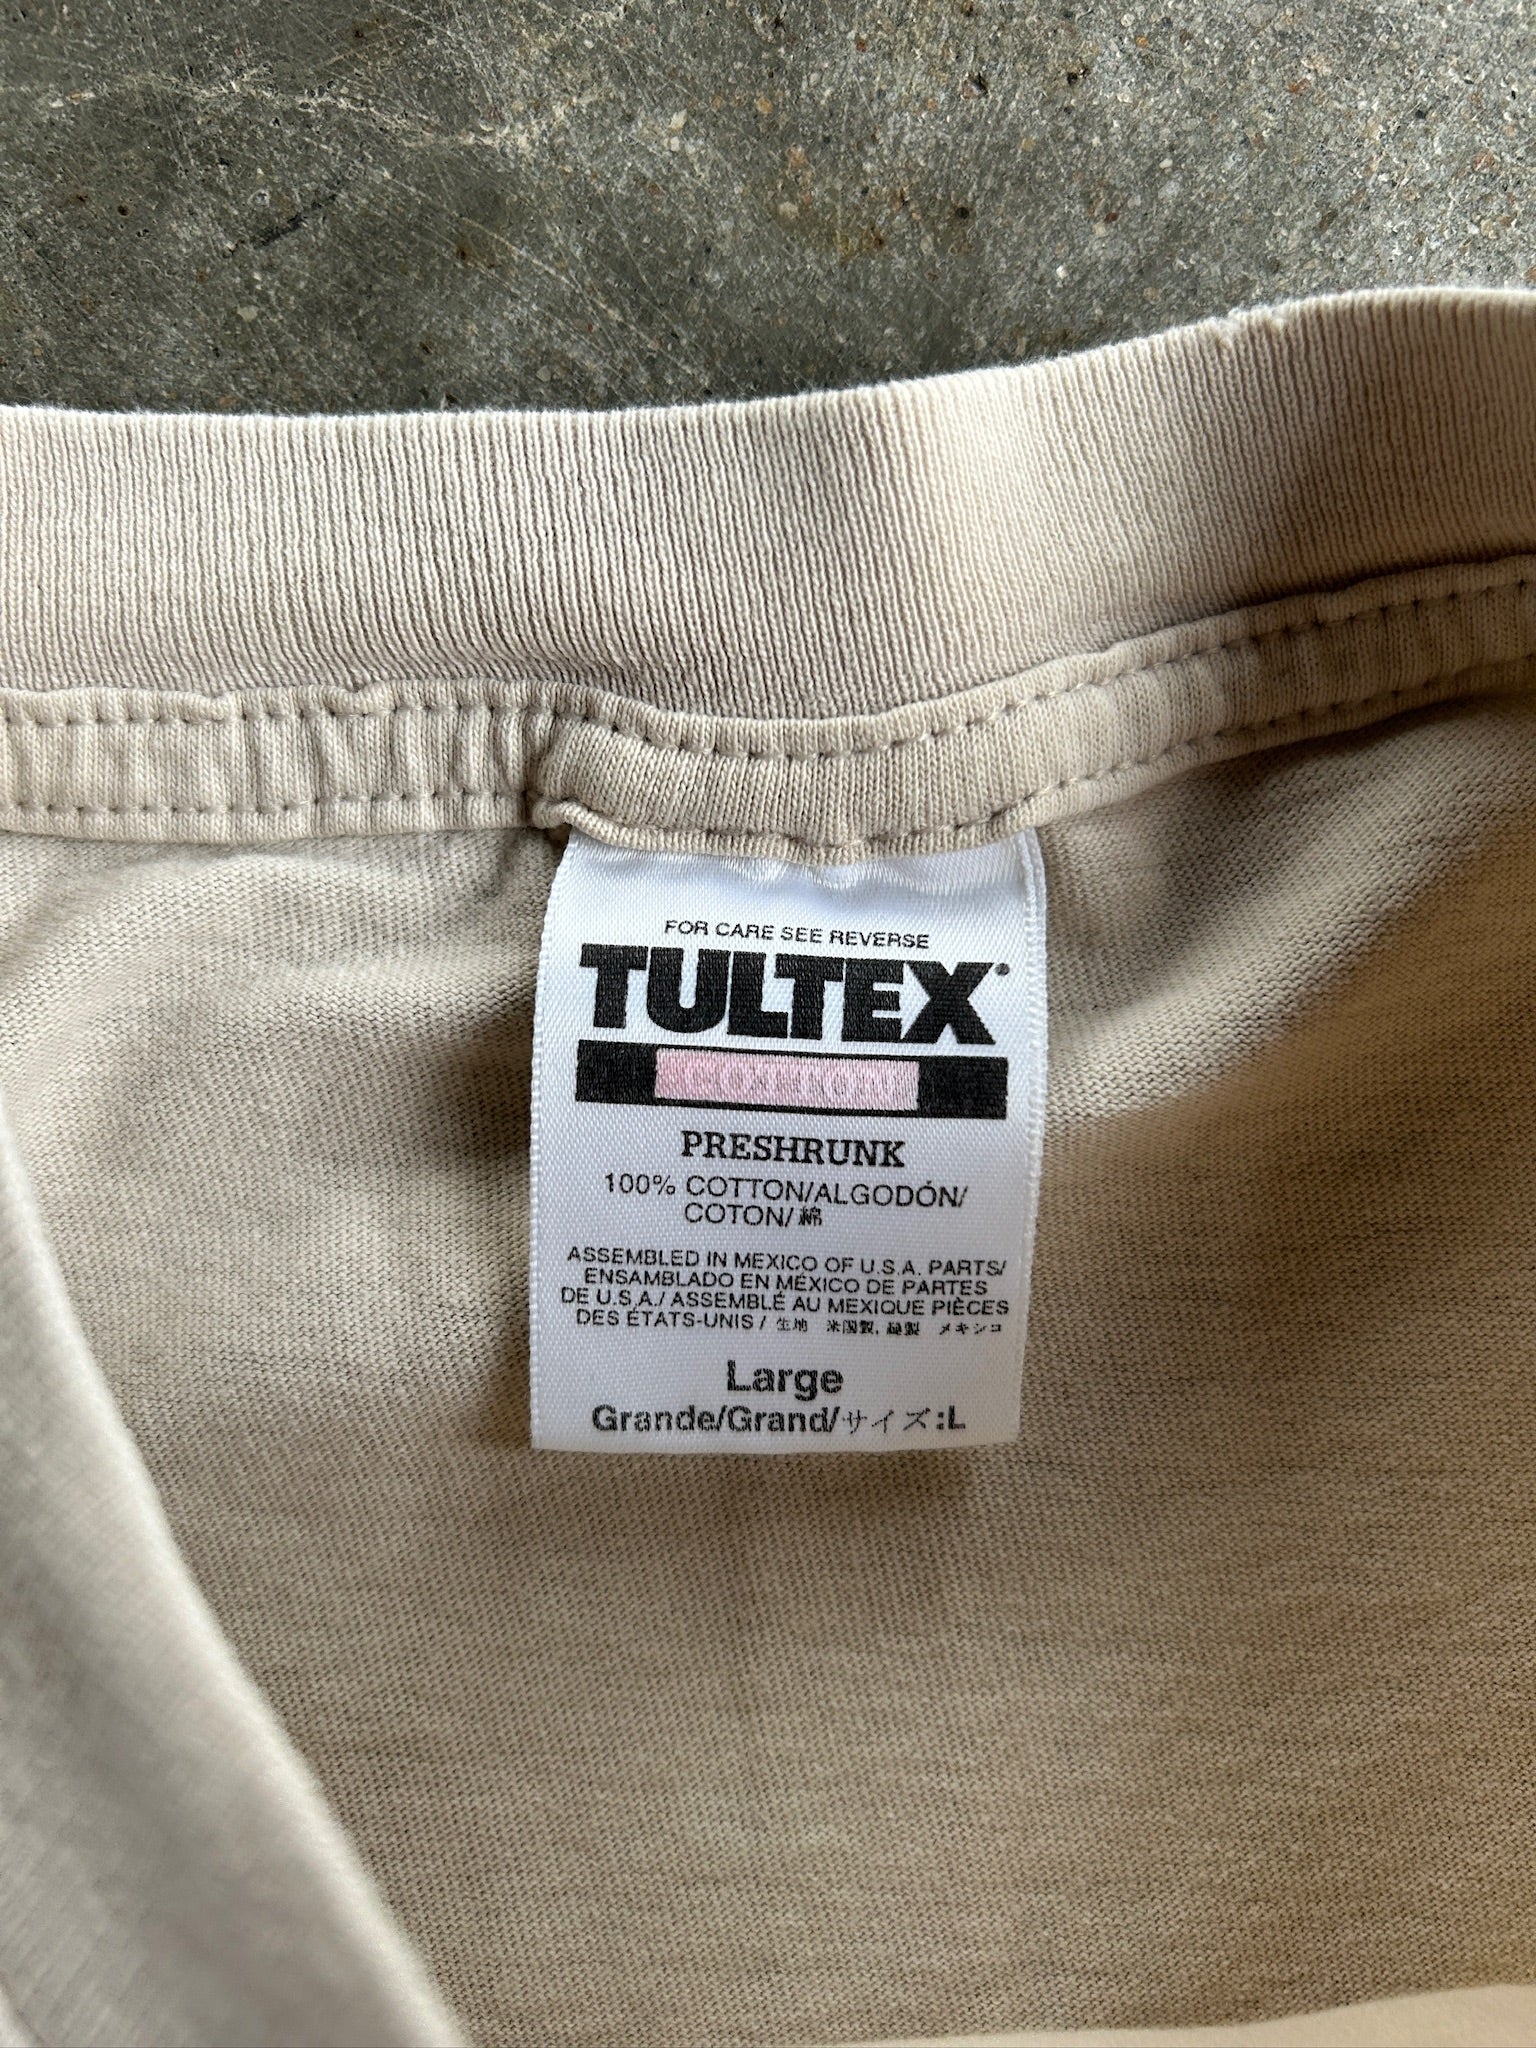 FOR CARE SEE REVERSE
TULTEX®
PRESHRUNK
100% COTTON/ALGODÓN/
COTON/綿
ASSEMBLED IN MEXICO OF U.S.A. PARTS/
ENSAMBLADO EN MÉXICO DE PARTES
DE U.S.A./ ASSEMBLÉ AU MEXIQUE PIÈCES
DES ÉTATS-UNIS / 生地 米国製, 縫製 メキシコ
Large
Grande/Grand/サイズ:L